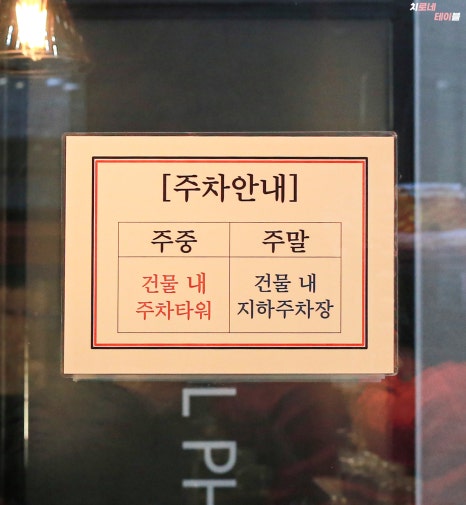 치로네
테이블
[주차안내]
주중 주말
건물 내 건물 내
주차타워 지하주차장
L PH